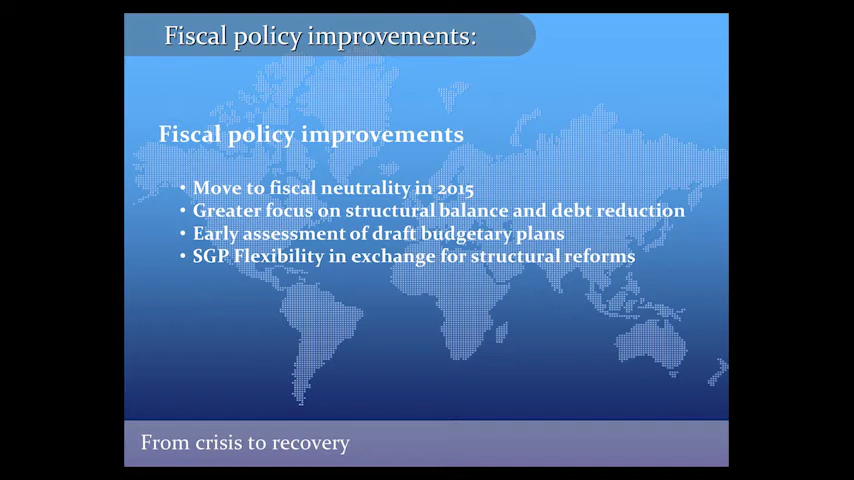 Fiscal policy improvements:
Fiscal policy improvements
• Move to fiscal neutrality in 2015
• Greater focus on structural balance and debt reduction
• Early assessment of draft budgetary plans
• SGP Flexibility in exchange for structural reforms
From crisis to recovery